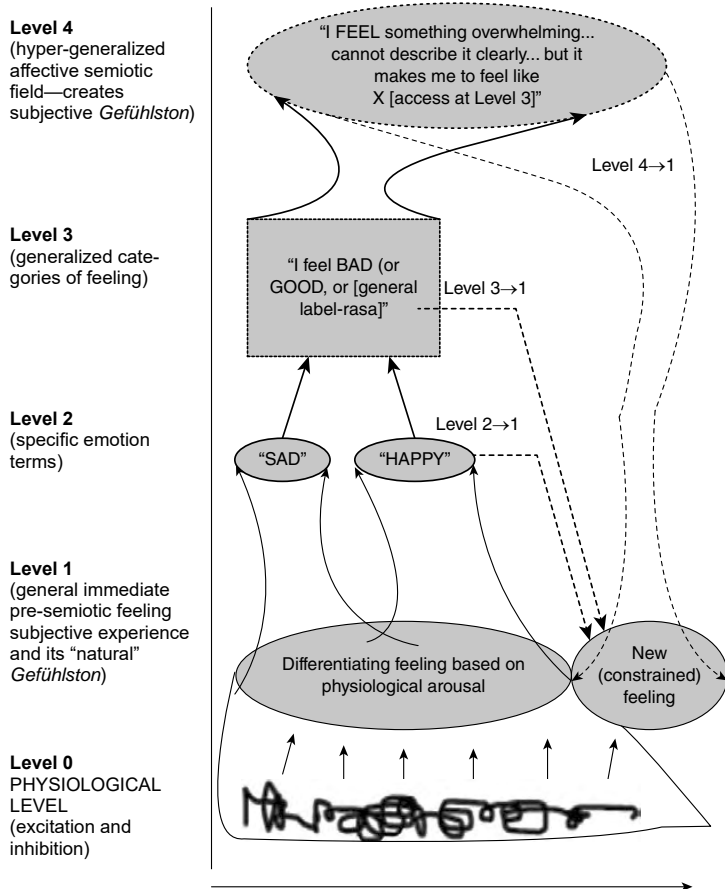 Level 4
(hyper-generalized
affective semiotic
field—creates
subjective Gefühlston)
“I FEEL something overwhelming...
cannot describe it clearly... but it
makes me to feel like
X [access at Level 3]”
Level 4→1
Level 3
(generalized cate-
gories of feeling)
“I feel BAD (or
GOOD, or [general
label-rasa]”
Level 3→1
Level 2
(specific emotion
terms)
Level 2→1
“SAD”
“HAPPY”
Level 1
(general immediate
pre-semiotic feeling
subjective experience
and its “natural”
Gefühlston)
Differentiating feeling based on
physiological arousal
New
(constrained)
feeling
Level 0
PHYSIOLOGICAL
LEVEL
(excitation and
inhibition)